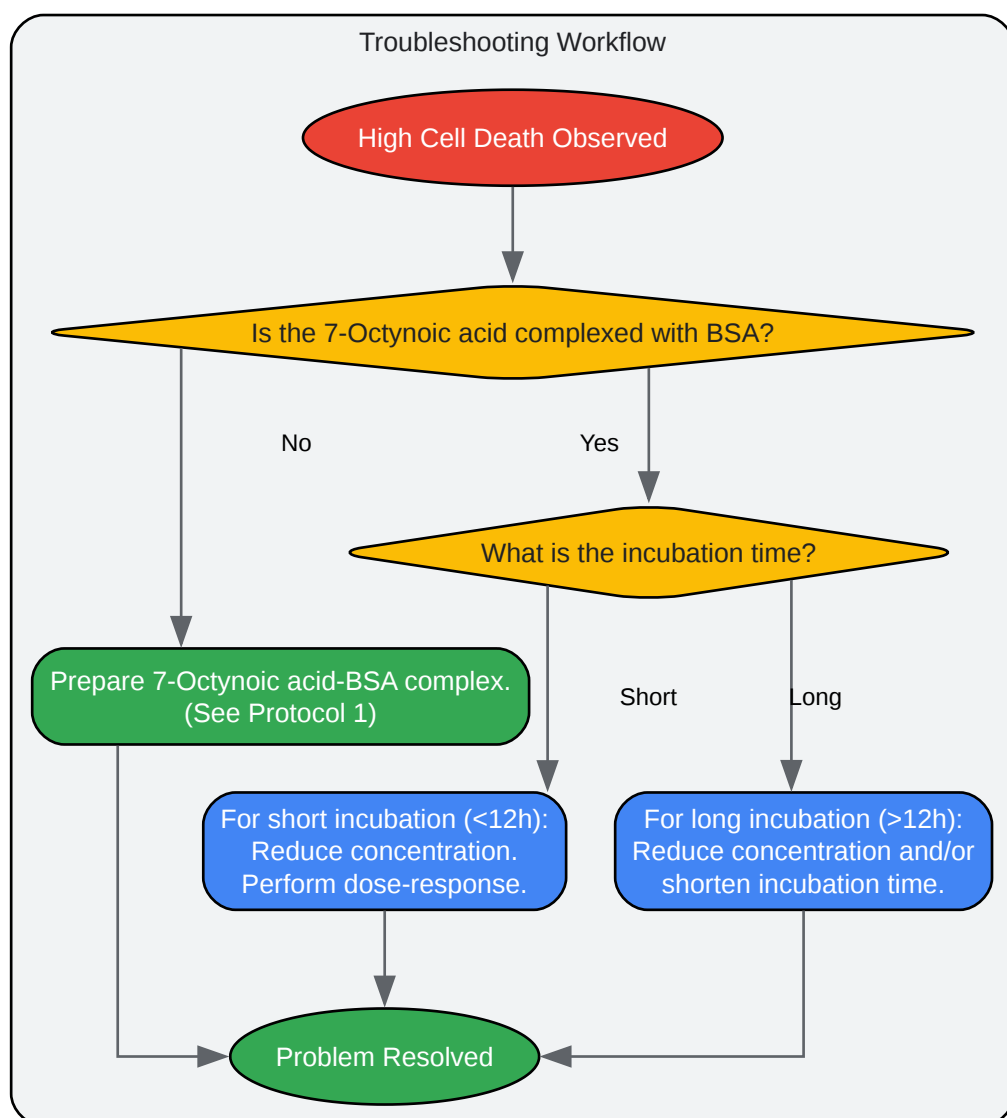 Troubleshooting Workflow
High Cell Death Observed
Is the 7-Octynoic acid complexed with BSA?
No
Yes
What is the incubation time?
Prepare 7-Octynoic acid-BSA complex.
(See Protocol 1)
Short
Long
For short incubation (<12h):
Reduce concentration.
Perform dose-response.
For long incubation (>12h):
Reduce concentration and/or
shorten incubation time.
Problem Resolved